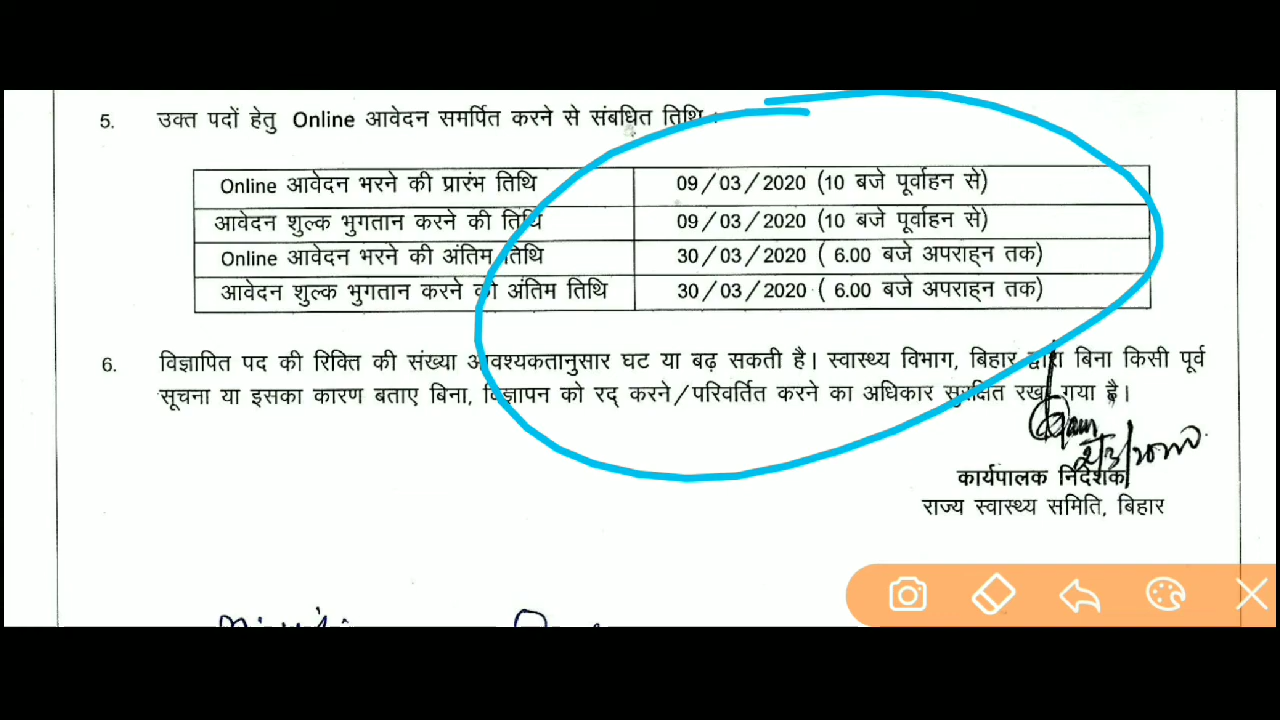 5. उक्त पदों हेतु Online आवेदन समर्पित करने से संबधित तिथि :
Online आवेदन भरने की प्रारंभ तिथि 09/03/2020 (10 बजे पूर्वाहन से)
आवेदन शुल्क भुगतान करने की तिथि 09/03/2020 (10 बजे पूर्वाहन से)
Online आवेदन भरने की अंतिम तिथि 30/03/2020 ( 6.00 बजे अपराह्न तक)
आवेदन शुल्क भुगतान करने की अंतिम तिथि 30/03/2020 ( 6.00 बजे अपराह्न तक)
6. विज्ञापित पद की रिक्ति की संख्या आवश्यकतानुसार घट या बढ़ सकती है। स्वास्थ्य विभाग, बिहार द्वारा बिना किसी पूर्व
सूचना या इसका कारण बताए बिना, विज्ञापन को रद् करने/परिवर्तित करने का अधिकार सुरक्षित रखा गया है।
कार्यपालक निदेशक
राज्य स्वास्थ्य समिति, बिहार